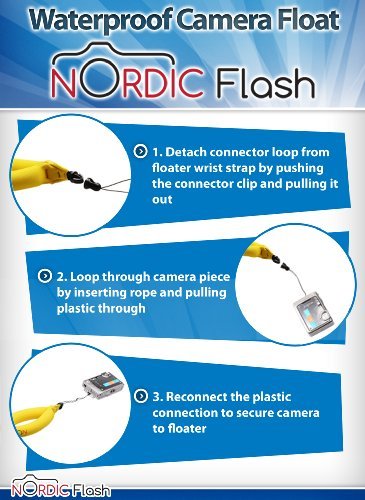 Waterproof Camera Float
NORDIC Flash
1. Detach connector loop from
floater wrist strap by pushing
the connector clip and pulling it
out
2. Loop through camera piece
by inserting rope and pulling
plastic through
3. Reconnect the plastic
connection to secure camera
to floater
NORDIC Flash